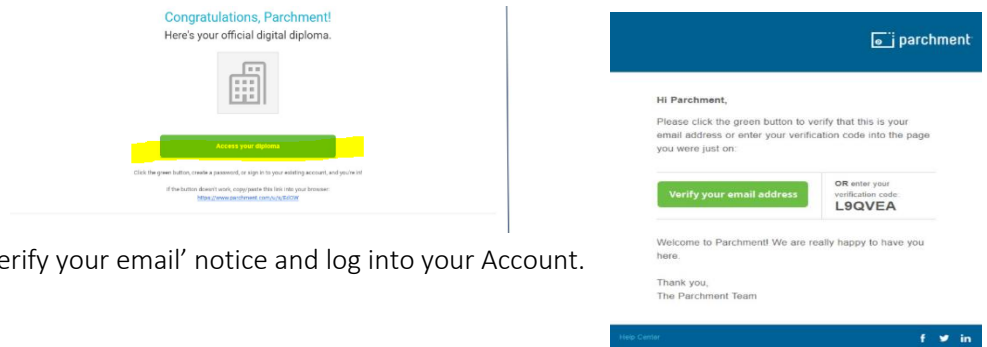 Congratulations, Parchment!
Here's your official digital diploma.
Access your diploma
Click the green button, create a password, or sign in to your existing account, and you're in!
If the button doesn't work, copy/paste this link into your browser:
https://www.parchment.com/u/s/
erify your email’ notice and log into your Account.
parchment
Hi Parchment,
Please click the green button to verify that this is your
email address or enter your verification code into the page
you were just on:
Verify your email address
OR enter your
verification code:
L9QVEA
Welcome to Parchment! We are really happy to have you
here.
Thank you,
The Parchment Team
Help Center